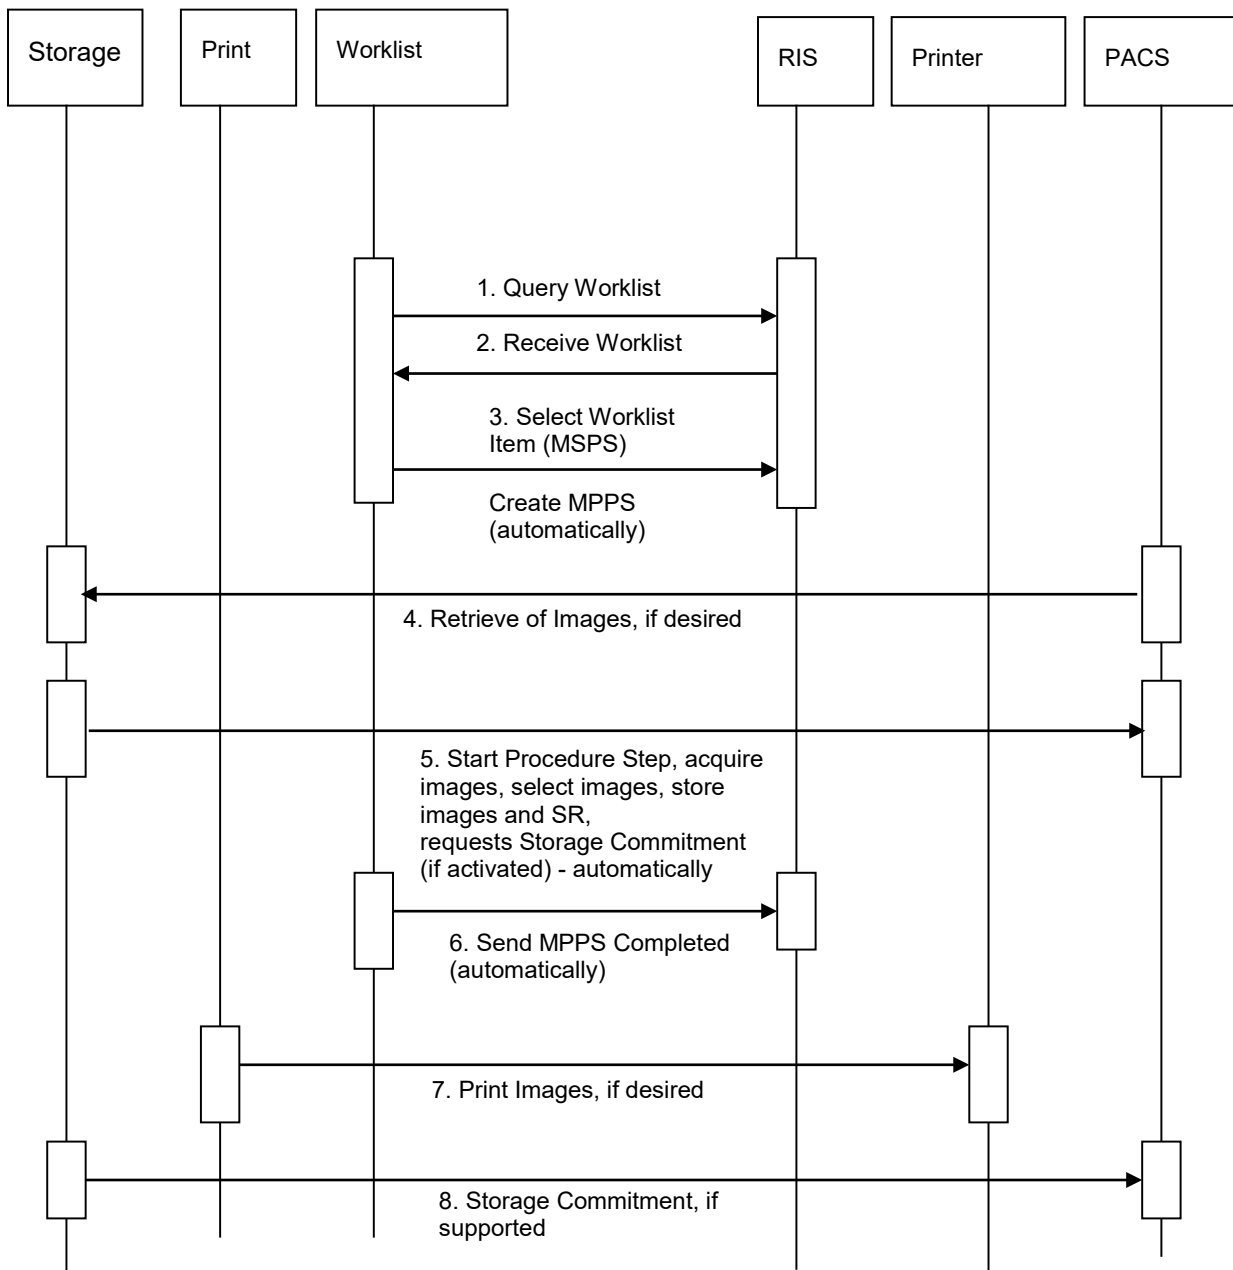 Storage
Print
Worklist
RIS
Printer
PACS
1. Query Worklist
2. Receive Worklist
3. Select Worklist
Item (MSPS)
Create MPPS
(automatically)
4. Retrieve of Images, if desired
5. Start Procedure Step, acquire
images, select images, store
images and SR,
requests Storage Commitment
(if activated) - automatically
6. Send MPPS Completed
(automatically)
7. Print Images, if desired
8. Storage Commitment, if
supported